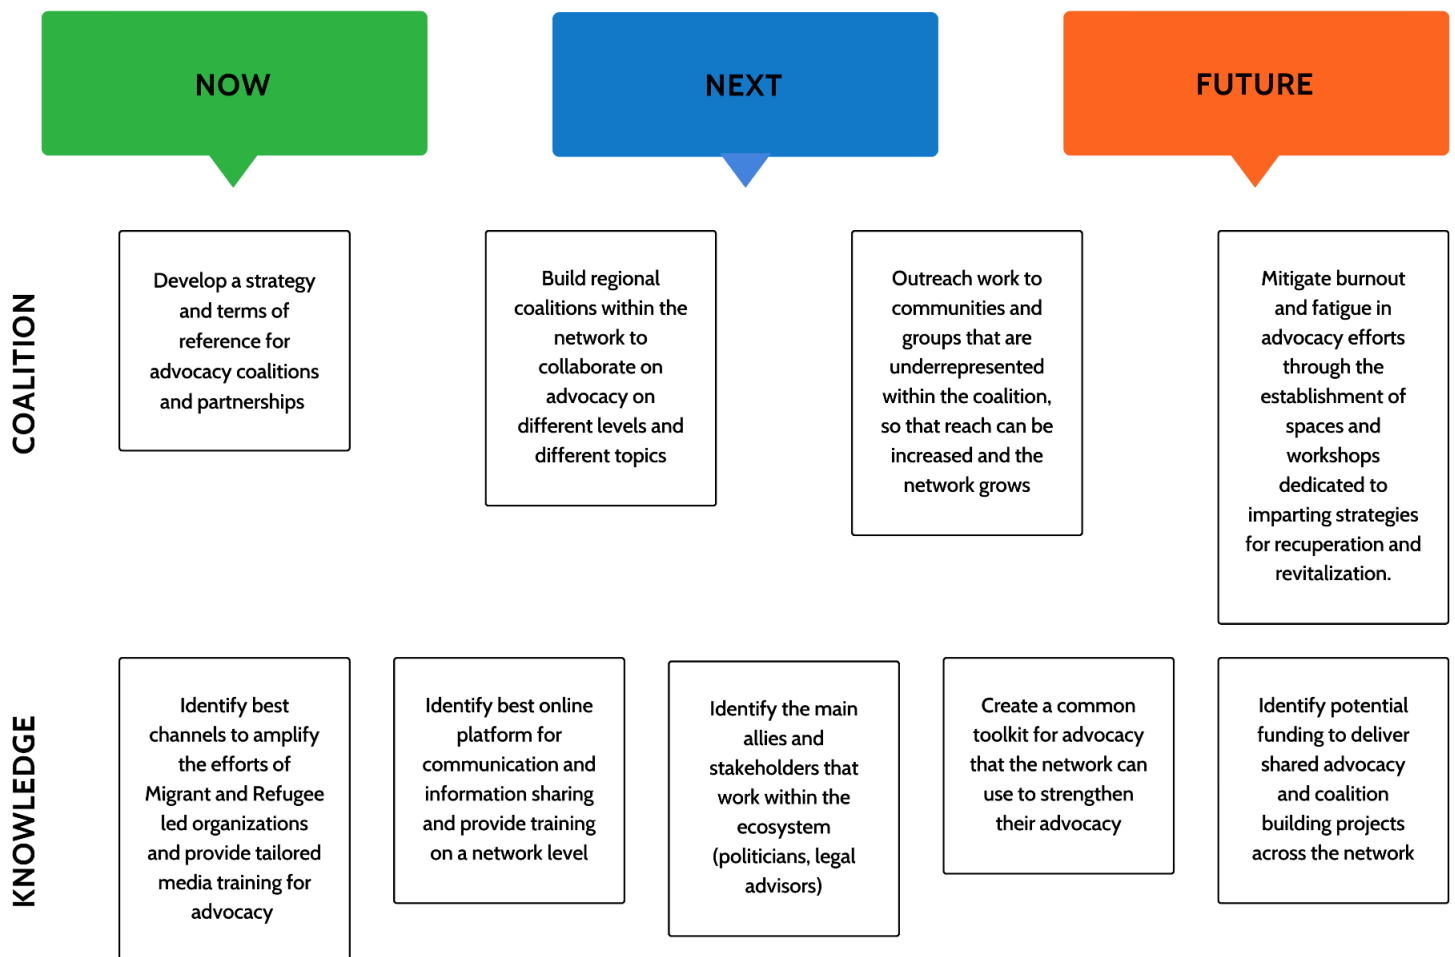 NOW
NEXT
FUTURE
COALITION
Develop a strategy
and terms of
reference for
advocacy coalitions
and partnerships
Build regional
coalitions within the
network to
collaborate on
advocacy on
different levels and
different topics
Outreach work to
communities and
groups that are
underrepresented
within the coalition,
so that reach can be
increased and the
network grows
Mitigate burnout
and fatigue in
advocacy efforts
through the
establishment of
spaces and
workshops
dedicated to
imparting strategies
for recuperation and
revitalization.
KNOWLEDGE
Identify best
channels to amplify
the efforts of
Migrant and Refugee
led organizations
and provide tailored
media training for
advocacy
Identify best online
platform for
communication and
information sharing
and provide training
on a network level
Identify the main
allies and
stakeholders that
work within the
ecosystem
(politicians, legal
advisors)
Create a common
toolkit for advocacy
that the network can
use to strengthen
their advocacy
Identify potential
funding to deliver
shared advocacy
and coalition
building projects
across the network